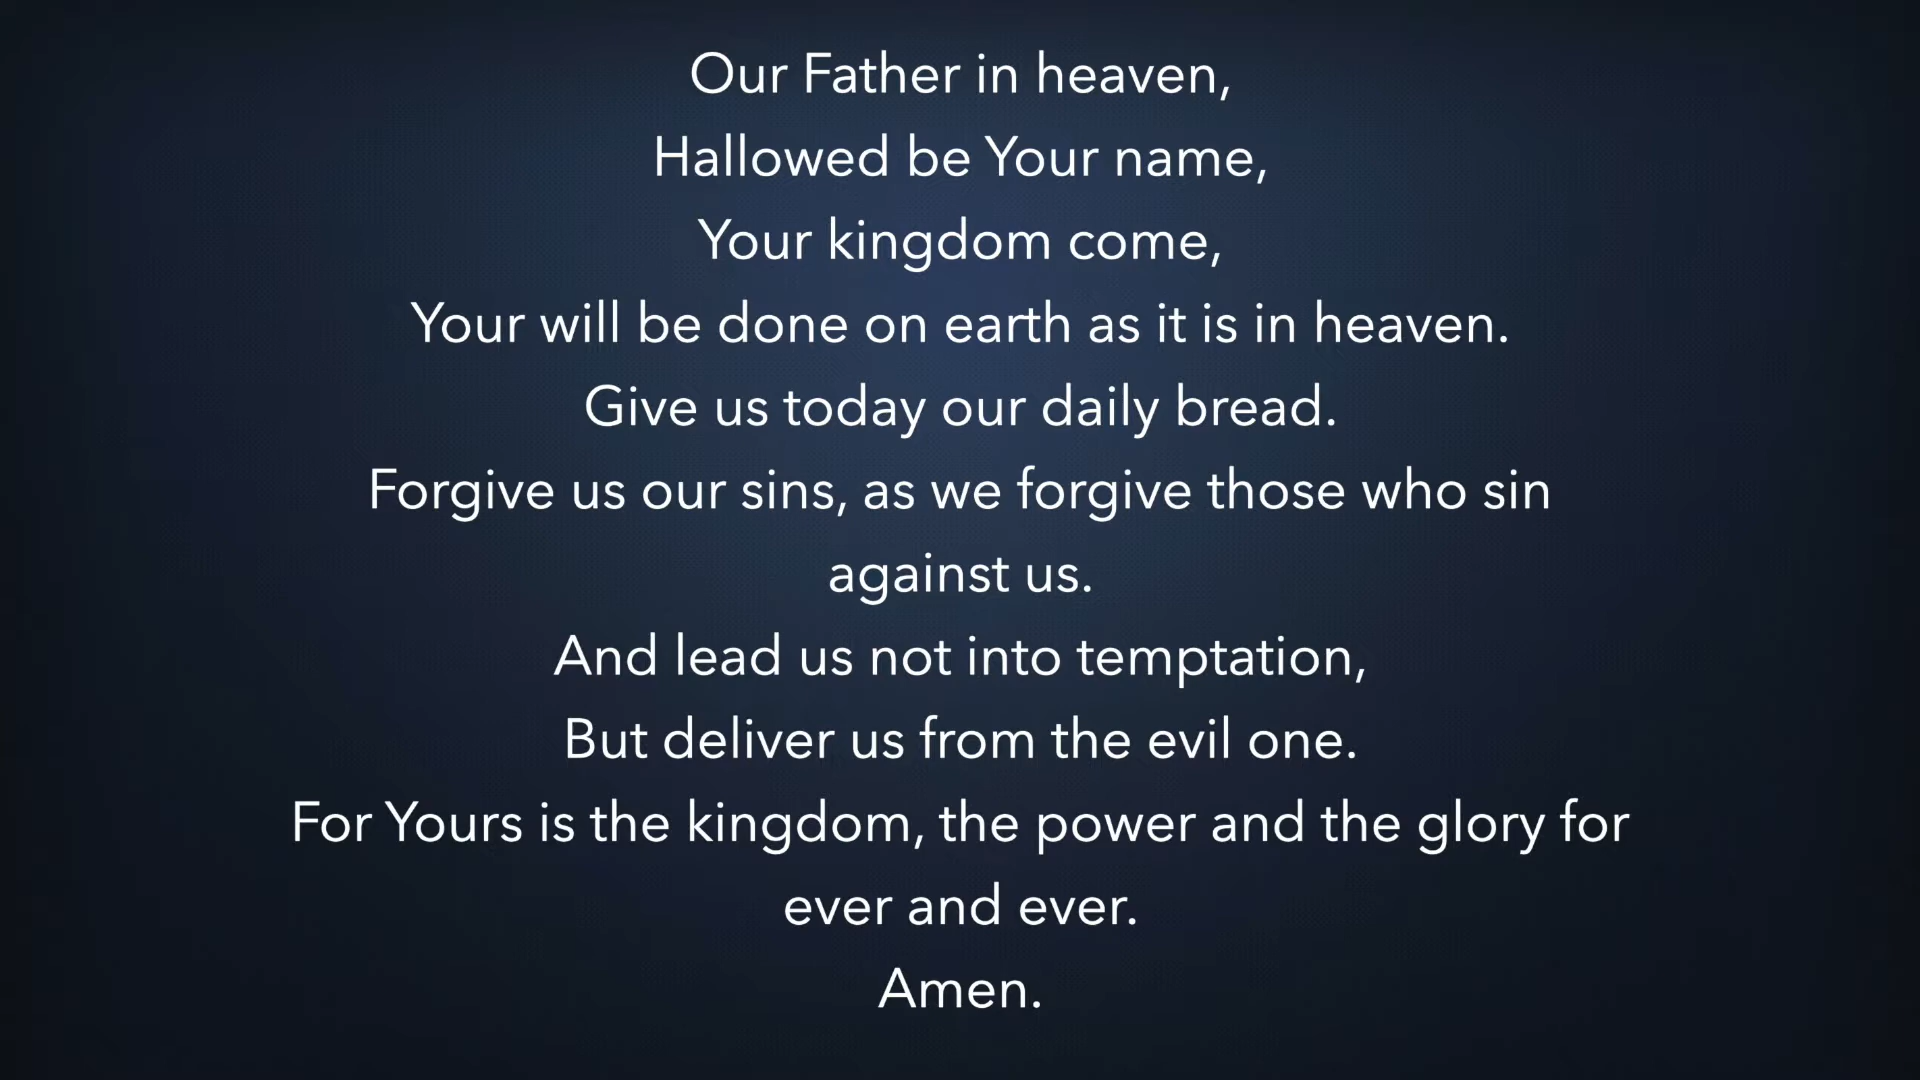 Our Father in heaven,
Hallowed be Your name,
Your kingdom come,
Your will be done on earth as it is in heaven.
Give us today our daily bread.
Forgive us our sins, as we forgive those who sin
against us.
And lead us not into temptation,
But deliver us from the evil one.
For Yours is the kingdom, the power and the glory for
ever and ever.
Amen.